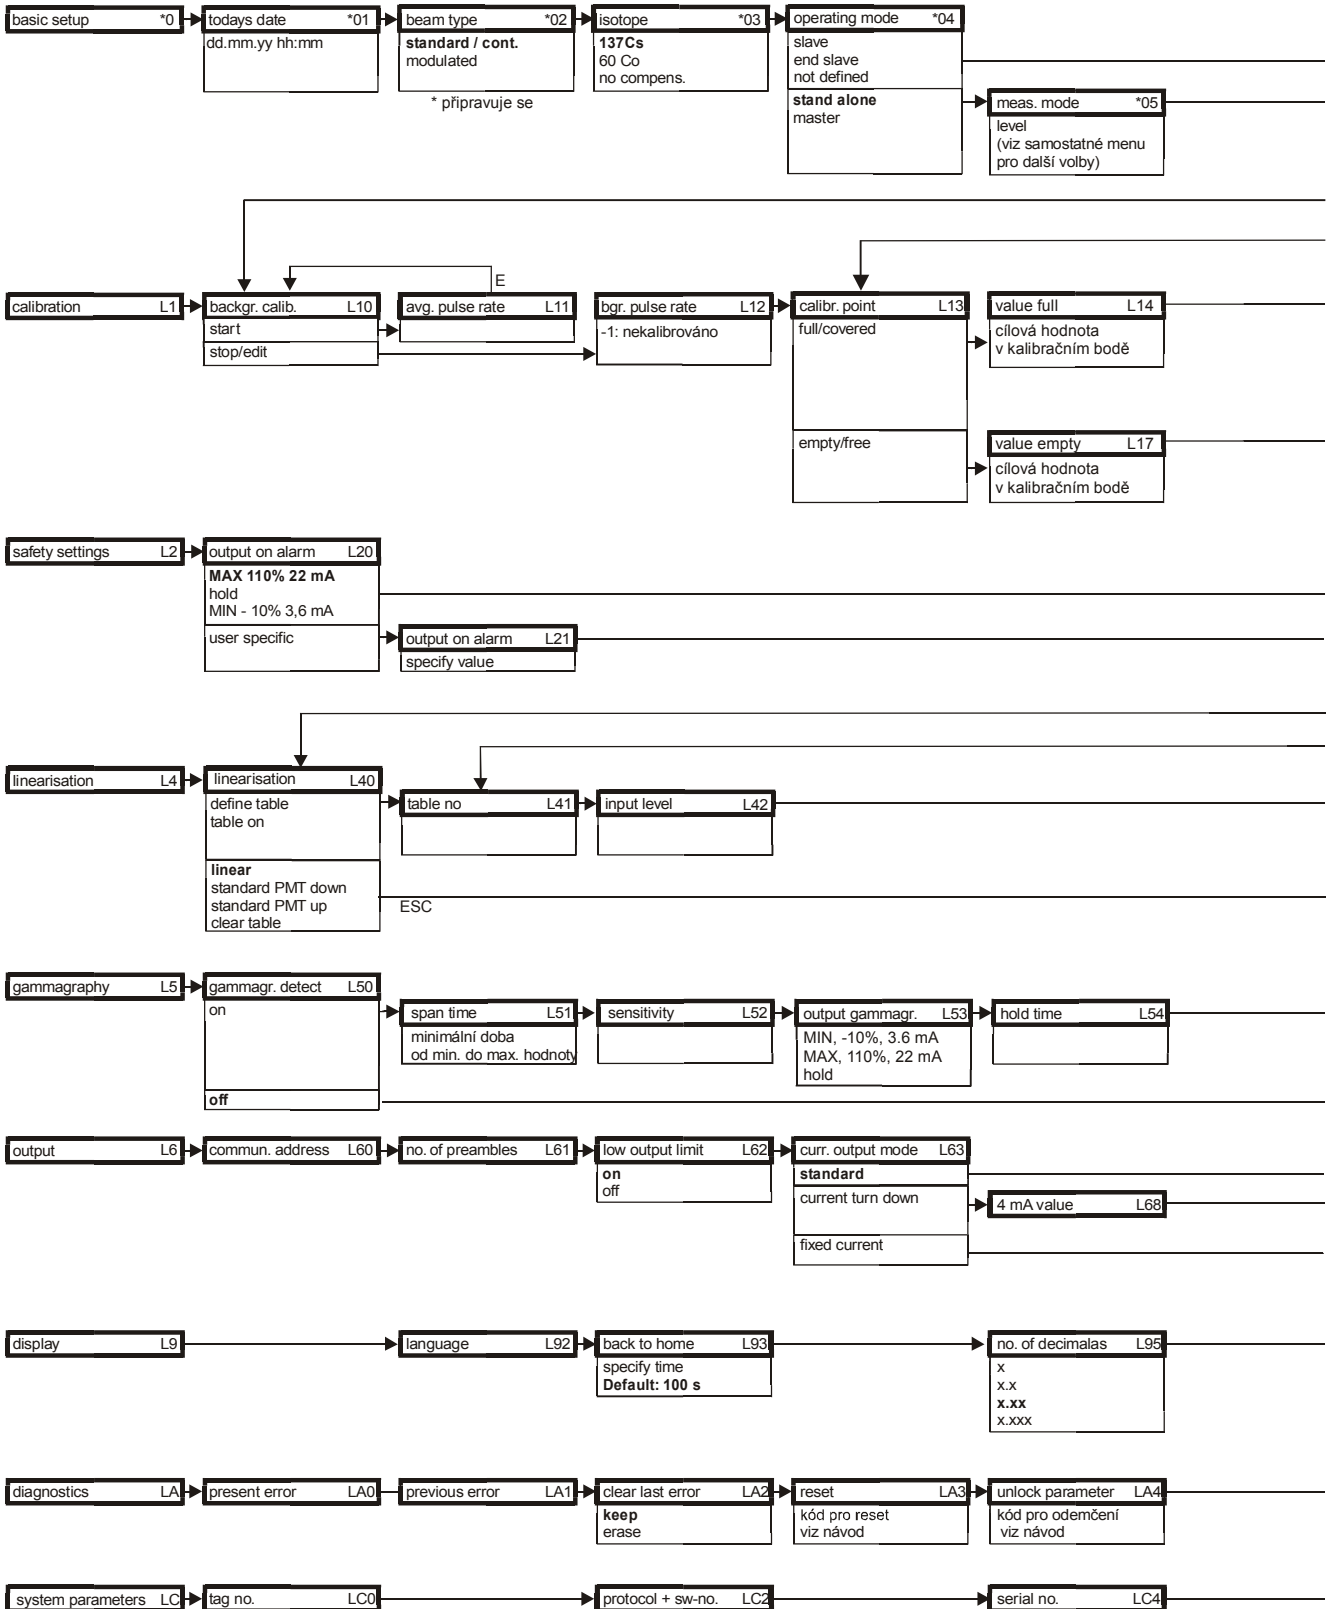 basic setup *0
todays date *01
dd.mm.yy hh:mm
beam type *02
standard / cont.
modulated
* připravuje se
isotope *03
137Cs
60 Co
no compens.
operating mode *04
slave
end slave
not defined
stand alone
master
meas. mode *05
level
(viz samostatné menu
pro další volby)
calibration L1
backgr. calib. L10
start
stop/edit
E
avg. pulse rate L11
bgr. pulse rate L12
-1: nekalibrováno
calibr. point L13
full/covered
empty/free
value full L14
cílová hodnota
v kalibračním bodě
value empty L17
cílová hodnota
v kalibračním bodě
safety settings L2
output on alarm L20
MAX 110% 22 mA
hold
MIN - 10% 3,6 mA
user specific
output on alarm L21
specify value
linearisation L4
linearisation L40
define table
table on
linear
standard PMT down
standard PMT up
clear table
ESC
table no L41
input level L42
gammagraphy L5
gammagr. detect L50
on
off
span time L51
minimální doba
od min. do max. hodnoty
sensitivity L52
output gammagr. L53
MIN, -10%, 3.6 mA
MAX, 110%, 22 mA
hold
hold time L54
output L6
commun. address L60
no. of preambles L61
low output limit L62
on
off
curr. output mode L63
standard
current turn down
fixed current
4 mA value L68
display L9
language L92
back to home L93
specify time
Default: 100 s
no. of decimalas L95
x
x.x
x.xx
x.xxx
diagnostics LA
present error LA0
previous error LA1
clear last error LA2
keep
erase
reset LA3
kód pro reset
viz návod
unlock parameter LA4
kód pro odemčení
viz návod
system parameters LC
tag no. LC0
protocol + sw-no. LC2
serial no. LC4